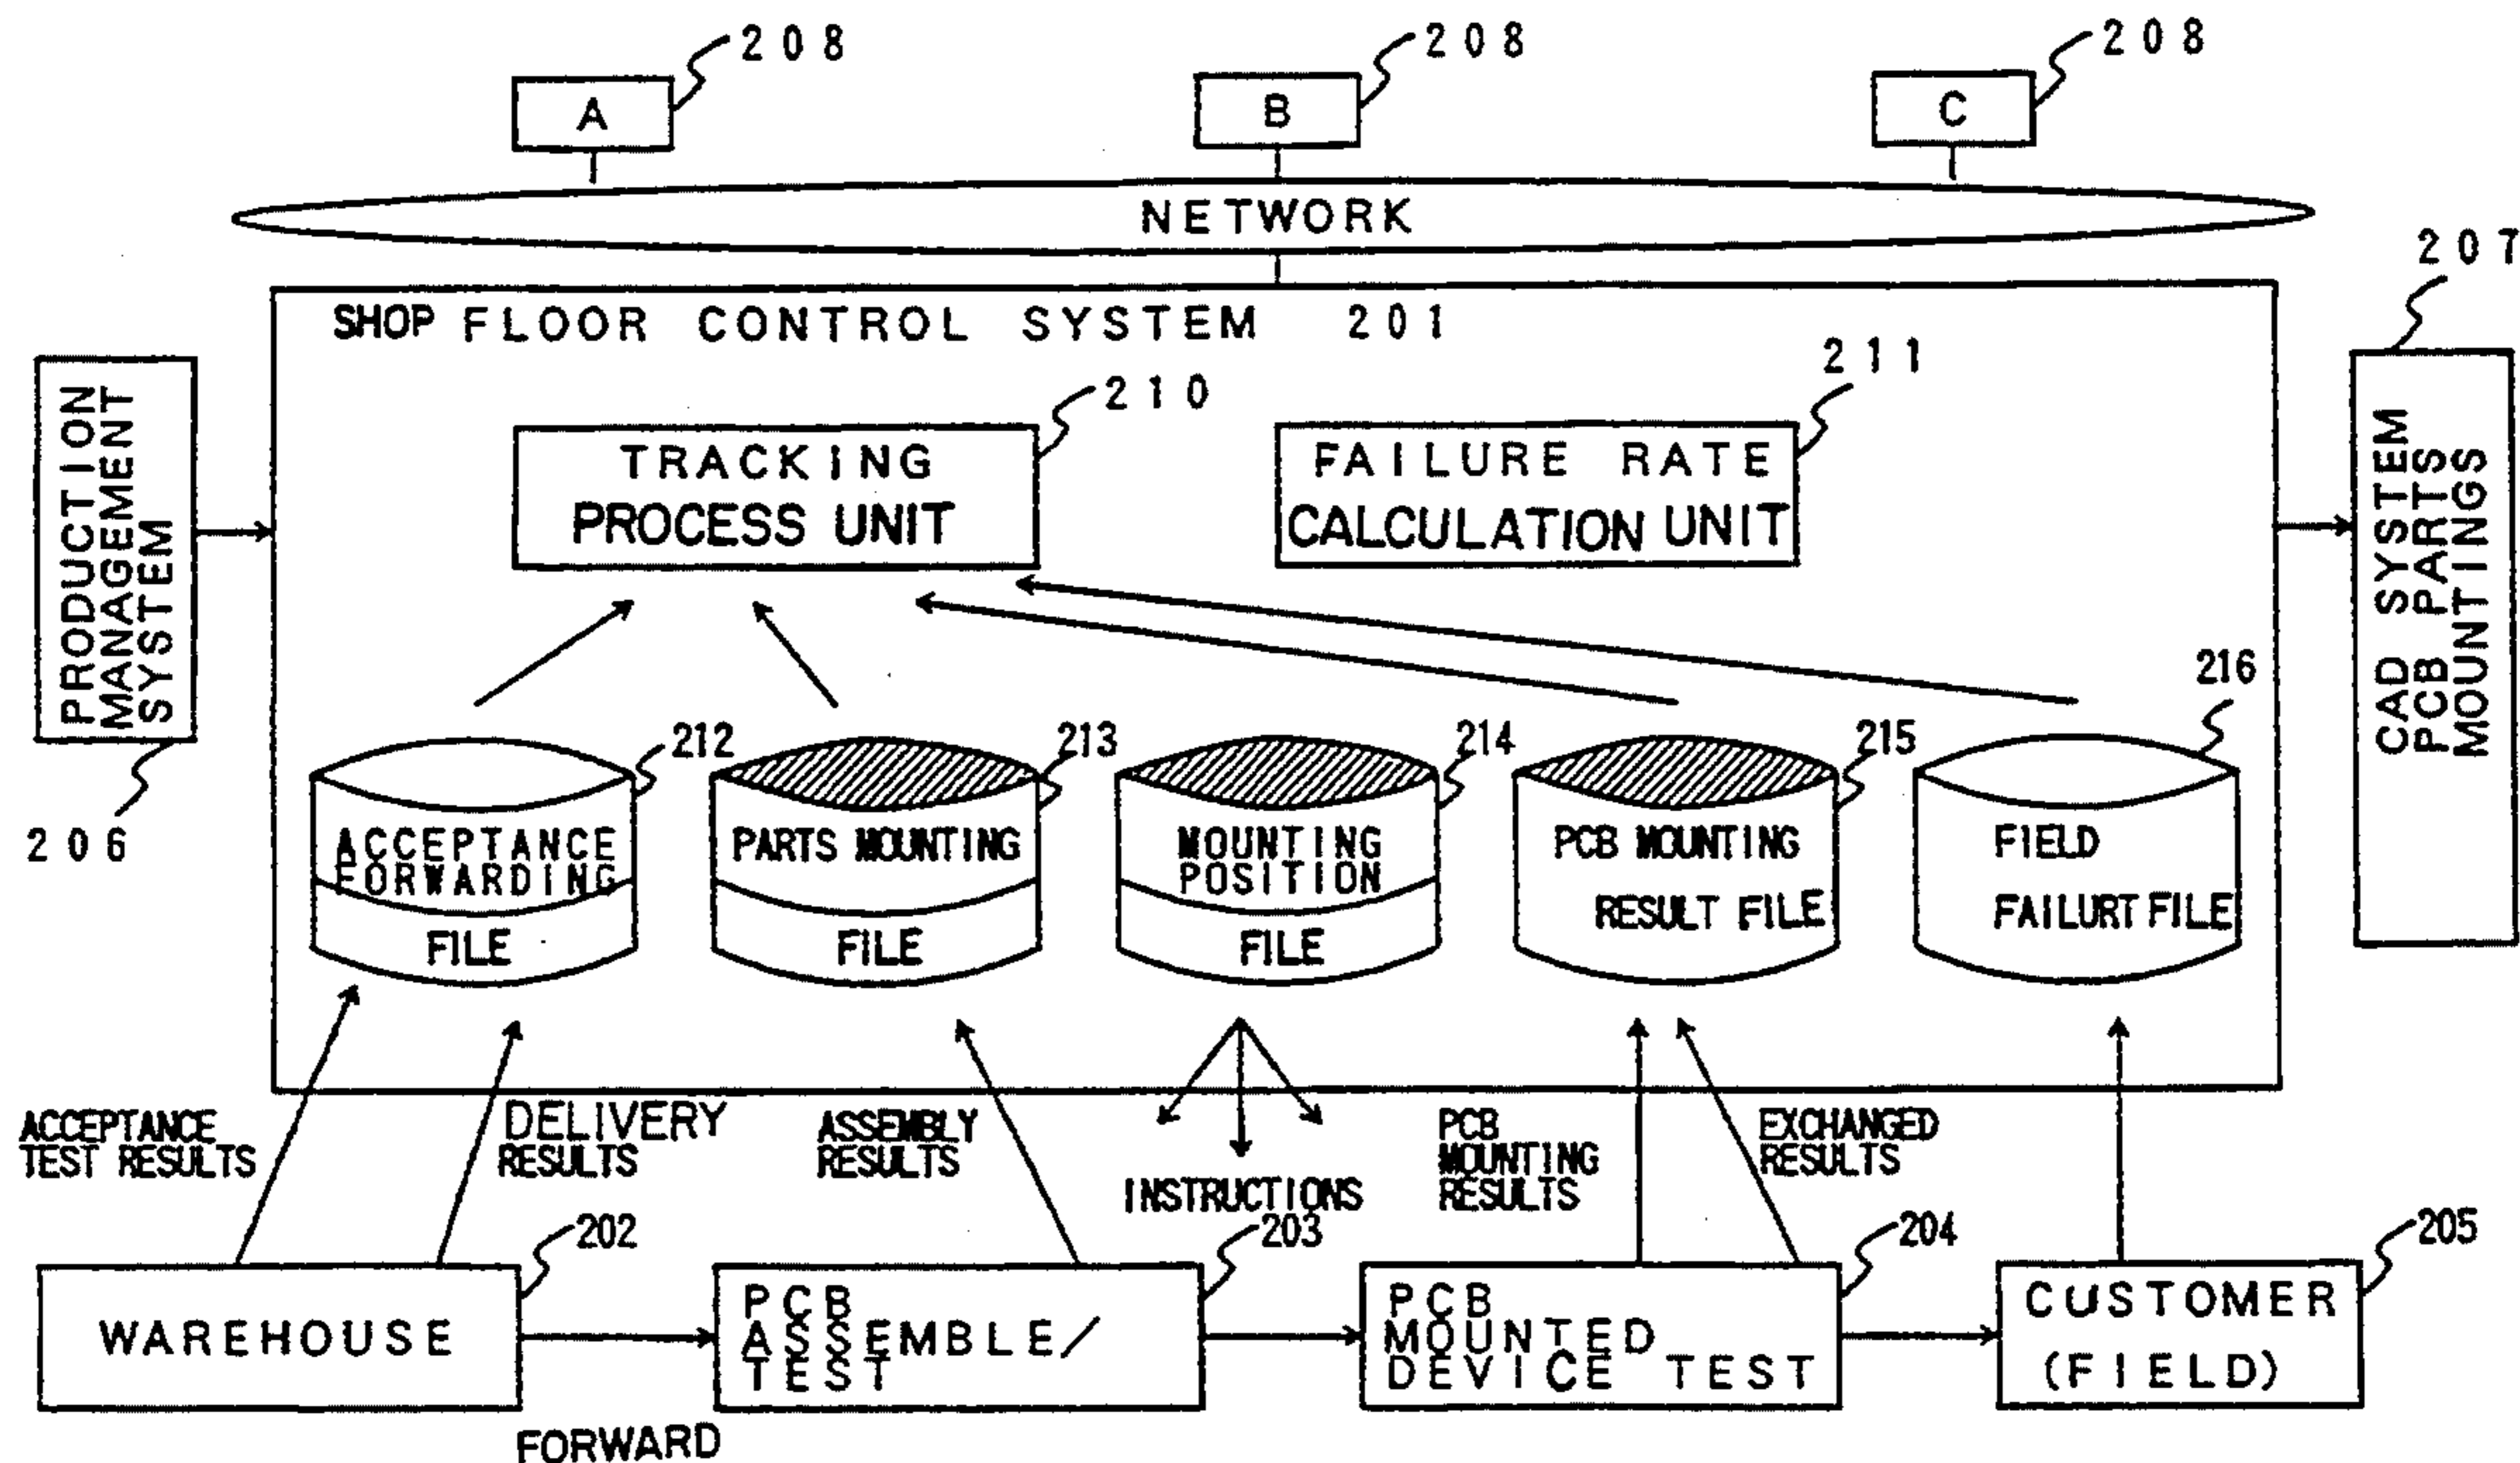 208
208
208
A
B
C
NETWORK
207
SHOP FLOOR CONTROL SYSTEM 201
211
210
PRODUCTION
MANAGEMENT
SYSTEM
206
TRACKING
PROCESS UNIT
FAILURE RATE
CALCULATION UNIT
CAD SYSTEM
PCB PARTS
MOUNTINGS
212
213
214
215
216
ACCEPTANCE
FORWARDING
FILE
PARTS MOUNTING
FILE
MOUNTING
POSITION
FILE
PCB MOUNTING
RESULT FILE
FIELD
FAILURT FILE
ACCEPTANCE
TEST RESULTS
DELIVERY
RESULTS
ASSEMBLY
RESULTS
INSTRUCTIONS
PCB
MOUNTING
RESULTS
EXCHANGED
RESULTS
202
203
204
205
WAREHOUSE
PCB
ASSEMBLE/
TEST
PCB
MOUNTED
DEVICE TEST
CUSTOMER
(FIELD)
FORWARD